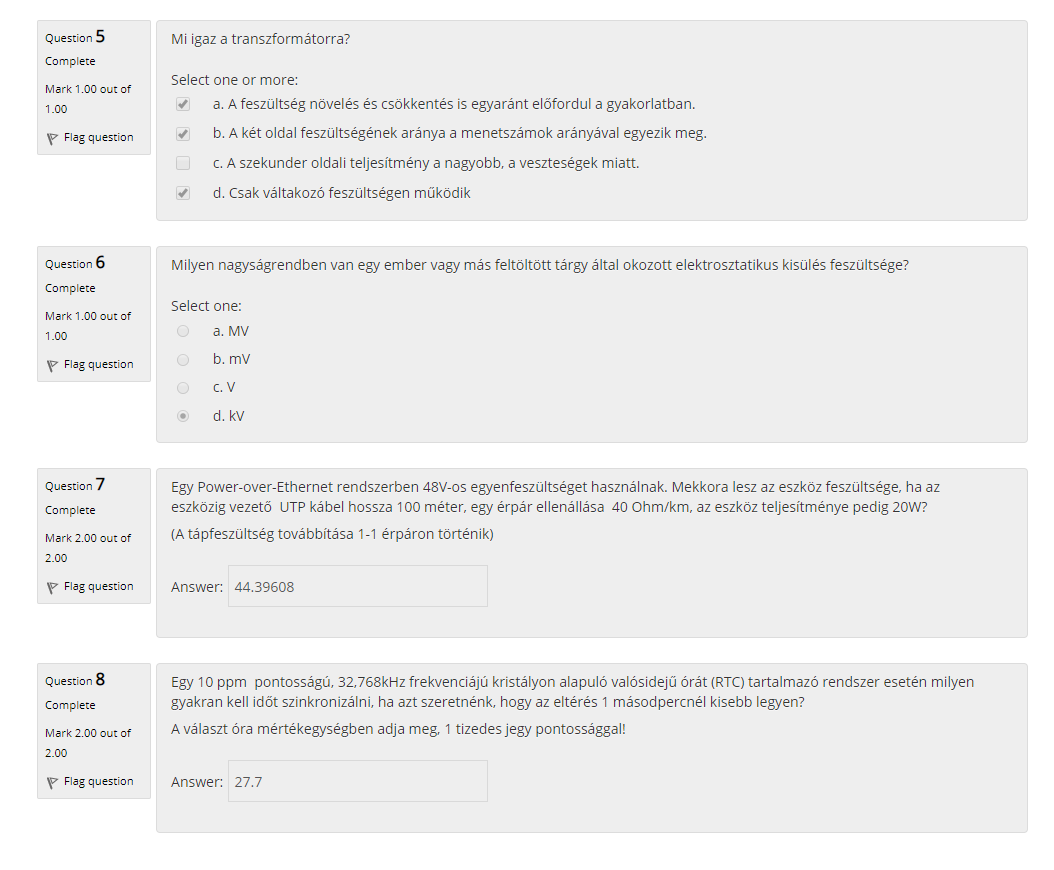 Question 5
Complete
Mark 1.00 out of
1.00
Flag question
Mi igaz a transzformátorra?
Select one or more:
a. A feszültség növelés és csökkentés is egyaránt előfordul a gyakorlatban.
b. A két oldal feszültségének aránya a menetszámok arányával egyezik meg.
c. A szekunder oldali teljesítmény a nagyobb, a veszteségek miatt.
d. Csak váltakozó feszültségen működik
Question 6
Complete
Mark 1.00 out of
1.00
Flag question
Milyen nagyságrendben van egy ember vagy más feltöltött tárgy által okozott elektrosztatikus kisülés feszültsége?
Select one:
a. MV
b. mV
c. V
d. kV
Question 7
Complete
Mark 2.00 out of
2.00
Flag question
Egy Power-over-Ethernet rendszerben 48V-os egyenfeszültséget használnak. Mekkora lesz az eszköz feszültsége, ha az
eszközig vezető UTP kábel hossza 100 méter, egy érpár ellenállása 40 Ohm/km, az eszköz teljesítménye pedig 20W?
(A tápfeszültség továbbítása 1-1 érpáron történik)
Answer: 44.39608
Question 8
Complete
Mark 2.00 out of
2.00
Flag question
Egy 10 ppm pontosságú, 32,768kHz frekvenciájú kristályon alapuló valósidejű órát (RTC) tartalmazó rendszer esetén milyen
gyakran kell időt szinkronizálni, ha azt szeretnénk, hogy az eltérés 1 másodpercnél kisebb legyen?
A választ óra mértékegységben adja meg, 1 tizedes jegy pontossággal!
Answer: 27.7